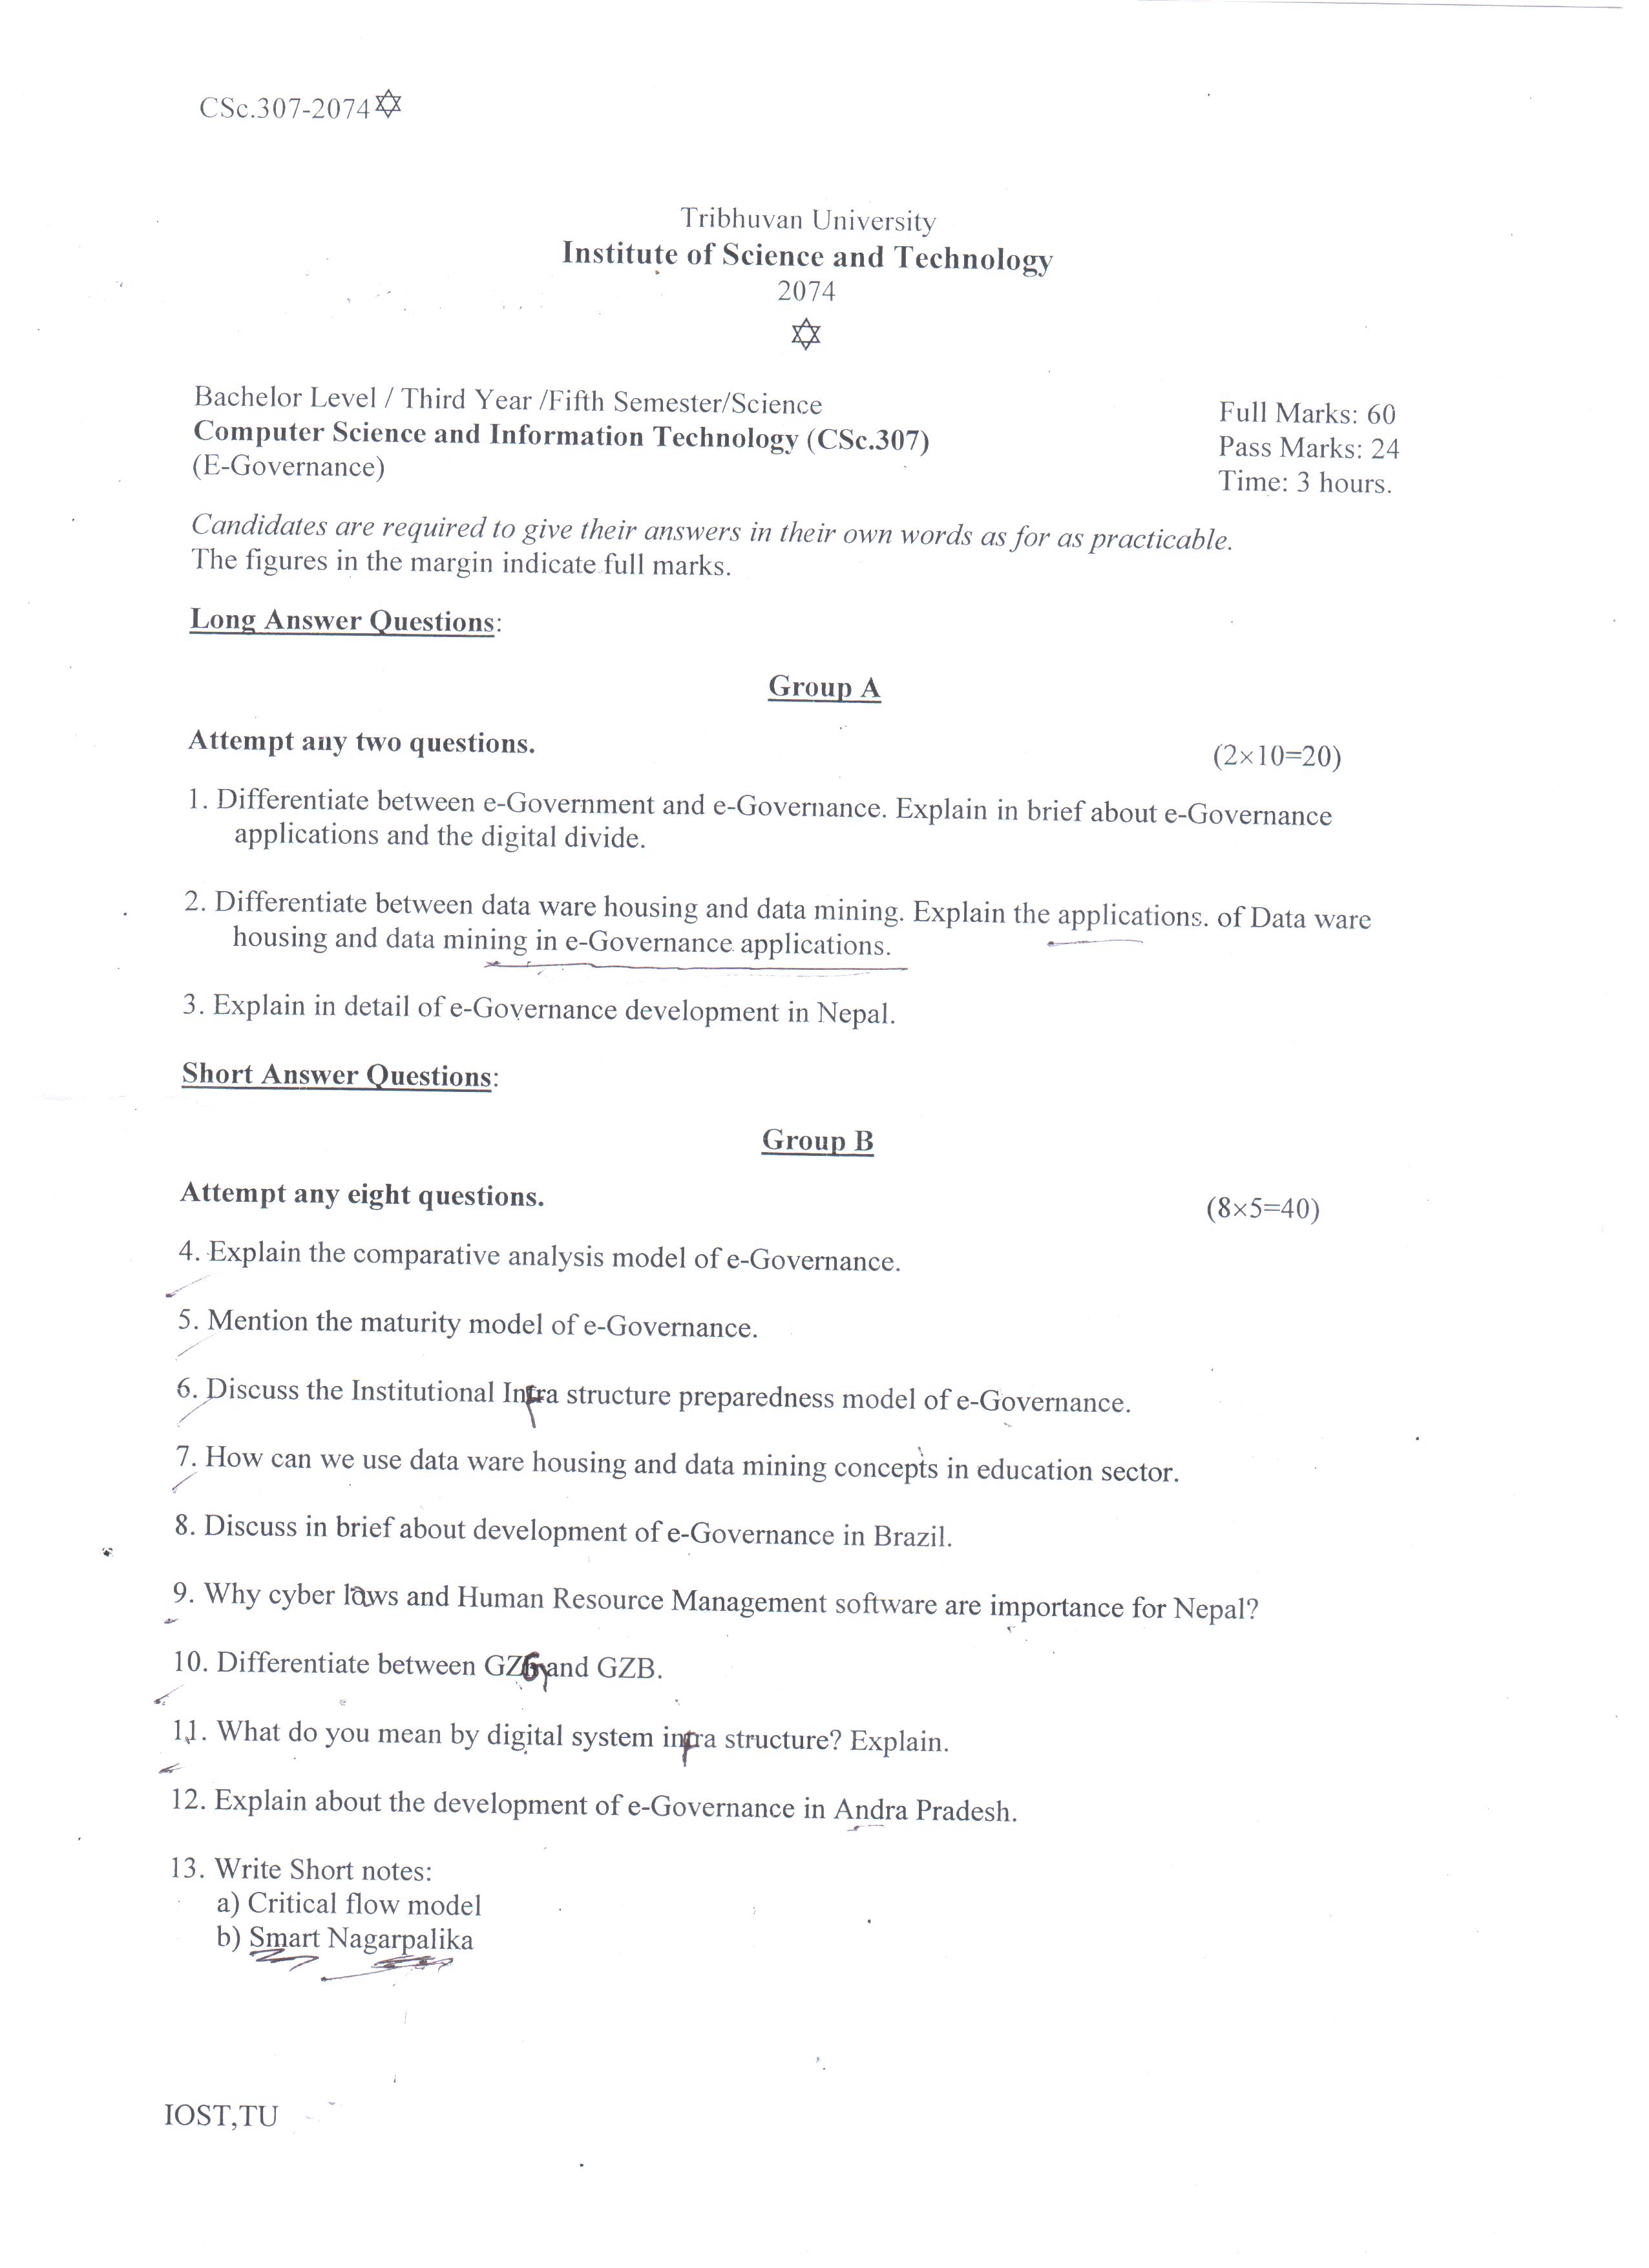 CSc.307-2074✡
Tribhuvan University
Institute of Science and Technology
2074
✡
Bachelor Level / Third Year /Fifth Semester/Science
Full Marks: 60
Computer Science and Information Technology (CSc.307)
Pass Marks: 24
(E-Governance)
Time: 3 hours.
Candidates are required to give their answers in their own words as for as practicable.
The figures in the margin indicate full marks.
Long Answer Questions:
Group A
Attempt any two questions.
(2×10=20)
1. Differentiate between e-Government and e-Governance. Explain in brief about e-Governance
applications and the digital divide.
2. Differentiate between data ware housing and data mining. Explain the applications. of Data ware
housing and data mining in e-Governance applications.
3. Explain in detail of e-Governance development in Nepal.
Short Answer Questions:
Group B
Attempt any eight questions.
(8×5=40)
4. Explain the comparative analysis model of e-Governance.
5. Mention the maturity model of e-Governance.
6. Discuss the Institutional Infra structure preparedness model of e-Governance.
7. How can we use data ware housing and data mining concepts in education sector.
8. Discuss in brief about development of e-Governance in Brazil.
9. Why cyber laws and Human Resource Management software are importance for Nepal?
10. Differentiate between GZG and GZB.
11. What do you mean by digital system infra structure? Explain.
12. Explain about the development of e-Governance in Andra Pradesh.
13. Write Short notes:
a) Critical flow model
b) Smart Nagarpalika
IOST,TU